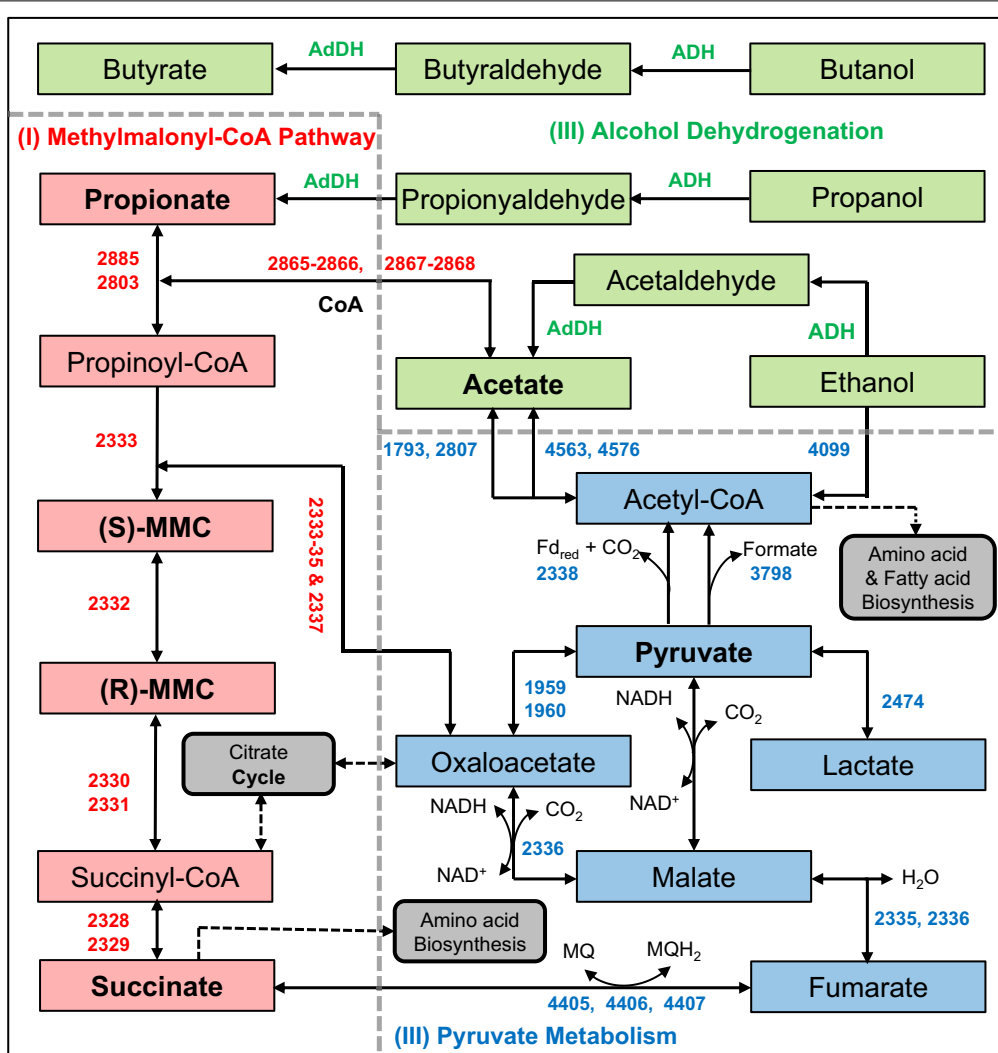 AdDH
ADH
Butyrate
Butyraldehyde
Butanol
(I) Methylmalonyl-CoA Pathway
(III) Alcohol Dehydrogenation
AdDH
ADH
Propionate
Propionyaldehyde
Propanol
2885
2803
2865-2866, 2867-2868
CoA
Acetaldehyde
AdDH
ADH
Propinoyl-CoA
Acetate
Ethanol
2333
1793, 2807
4563, 4576
4099
Acetyl-CoA
(S)-MMC
2333-35 & 2337
Fdred + CO2
2338
Formate
3798
Amino acid
& Fatty acid
Biosynthesis
2332
Pyruvate
(R)-MMC
1959
1960
NADH
CO2
2474
Citrate
Cycle
Oxaloacetate
Lactate
2330
2331
NADH
CO2
NAD+
2336
NAD+
Succinyl-CoA
Malate
H2O
2328
2329
Amino acid
Biosynthesis
2335, 2336
MQ
MQH2
Succinate
4405, 4406, 4407
Fumarate
(III) Pyruvate Metabolism